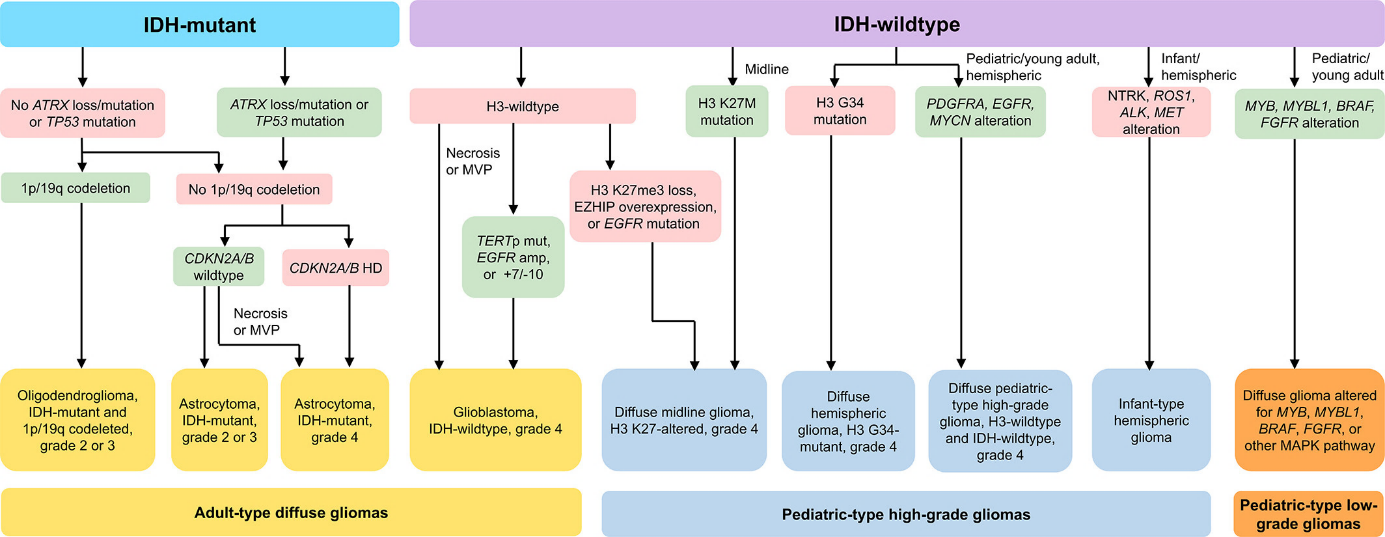 IDH-mutant
IDH-wildtype
Midline
Pediatric/young adult,
hemispheric
Infant/
hemispheric
Pediatric/
young adult
No ATRX loss/mutation
or TP53 mutation
ATRX loss/mutation or
TP53 mutation
H3-wildtype
H3 K27M
mutation
H3 G34
mutation
PDGFRA, EGFR,
MYCN alteration
NTRK, ROS1,
ALK, MET
alteration
MYB, MYBL1, BRAF,
FGFR alteration
1p/19q codeletion
No 1p/19q codeletion
Necrosis
or MVP
H3 K27me3 loss,
EZHIP overexpression,
or EGFR mutation
TERTp mut,
EGFR amp,
or +7/-10
CDKN2A/B
wildtype
CDKN2A/B HD
Necrosis
or MVP
Oligodendroglioma,
IDH-mutant and
1p/19q codeleted,
grade 2 or 3
Astrocytoma,
IDH-mutant,
grade 2 or 3
Astrocytoma,
IDH-mutant,
grade 4
Glioblastoma,
IDH-wildtype, grade 4
Diffuse midline glioma,
H3 K27-altered, grade 4
Diffuse
hemispheric
glioma, H3 G34-
mutant, grade 4
Diffuse pediatric-
type high-grade
glioma, H3-wildtype
and IDH-wildtype,
grade 4
Infant-type
hemispheric
glioma
Diffuse glioma altered
for MYB, MYBL1,
BRAF, FGFR, or
other MAPK pathway
Adult-type diffuse gliomas
Pediatric-type high-grade gliomas
Pediatric-type low-
grade gliomas